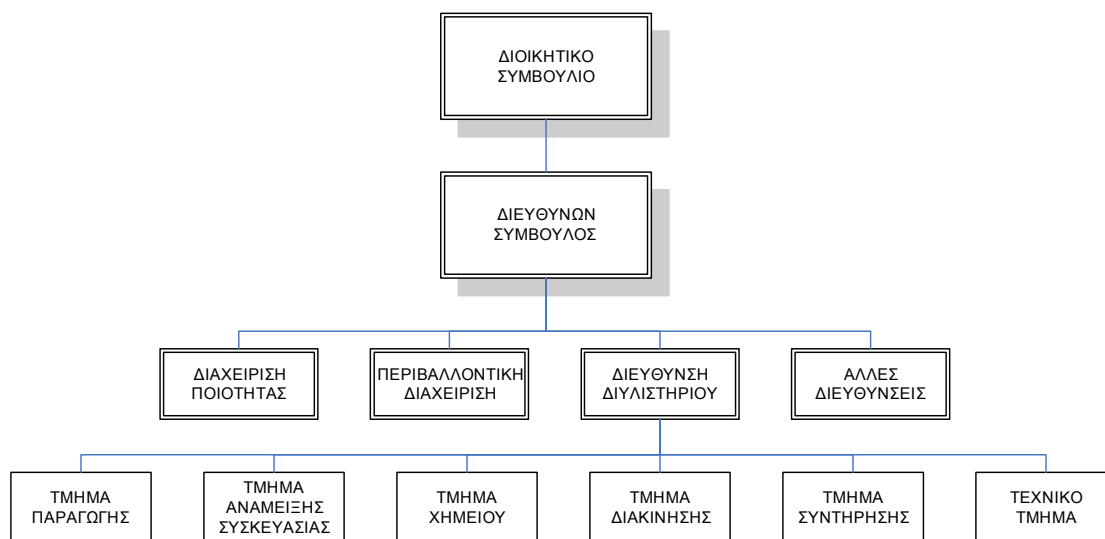 ΔΙΟΙΚΗΤΙΚΟ
ΣΥΜΒΟΥΛΙΟ
ΔΙΕΥΘΥΝΩΝ
ΣΥΜΒΟΥΛΟΣ
ΔΙΑΧΕΙΡΙΣΗ
ΠΟΙΟΤΗΤΑΣ
ΠΕΡΙΒΑΛΛΟΝΤΙΚΗ
ΔΙΑΧΕΙΡΙΣΗ
ΔΙΕΥΘΥΝΣΗ
ΔΙΥΛΙΣΤΗΡΙΟΥ
ΑΛΛΕΣ
ΔΙΕΥΘΥΝΣΕΙΣ
ΤΜΗΜΑ
ΠΑΡΑΓΩΓΗΣ
ΤΜΗΜΑ
ΑΝΑΜΕΙΞΗΣ
ΣΥΣΚΕΥΑΣΙΑΣ
ΤΜΗΜΑ
ΧΗΜΕΙΟΥ
ΤΜΗΜΑ
ΔΙΑΚΙΝΗΣΗΣ
ΤΜΗΜΑ
ΣΥΝΤΗΡΗΣΗΣ
ΤΕΧΝΙΚΟ
ΤΜΗΜΑ